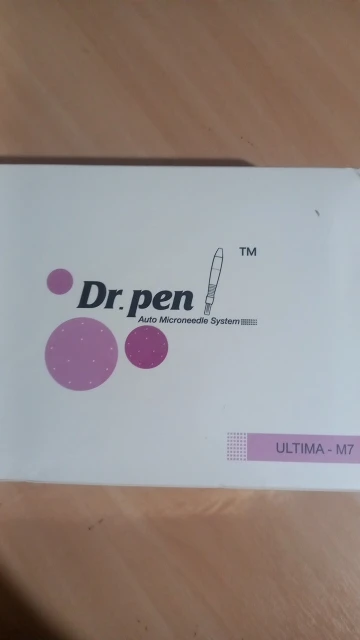 TM
Dr. pen
Auto Microneedle System
ULTIMA - M7